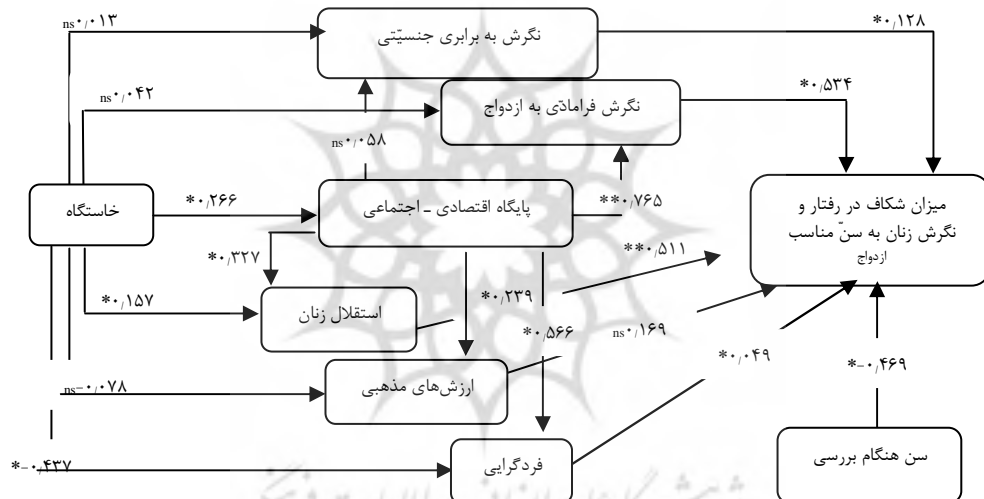 ns۰٫۰۱۳
نگرش به برابری جنسیّتی
*۰٫۱۲۸
ns۰٫۰۴۲
نگرش فرامادّی به ازدواج
*۰٫۵۳۴
ns۰٫۰۵۸
خاستگاه
*۰٫۲۶۶
پایگاه اقتصادی ـ اجتماعی
**۰٫۷۶۵
میزان شکاف در رفتار و
نگرش زنان به سنّ مناسب
ازدواج
*۰٫۳۲۷
**۰٫۵۱۱
*۰٫۱۵۷
استقلال زنان
*۰٫۲۳۹
*۰٫۵۶۶
ns۰٫۱۶۹
*۰٫۰۴۹
*-۰٫۴۶۹
ns-۰٫۰۷۸
ارزش‌های مذهبی
*-۰٫۴۳۷
فردگرایی
سن هنگام بررسی